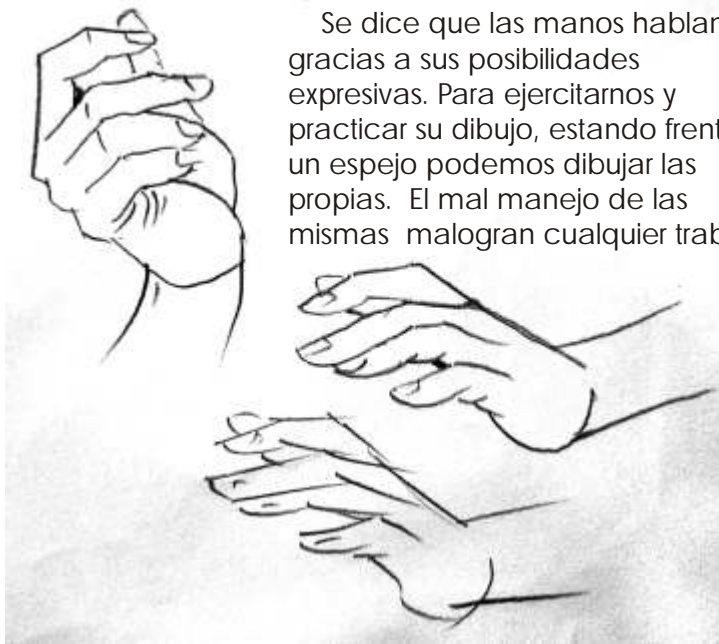 Se dice que las manos hablan
gracias a sus posibilidades
expresivas. Para ejercitarnos y
practicar su dibujo, estando
un espejo podemos dibujar las
propias. El mal manejo de las
mismas malogran cualquier